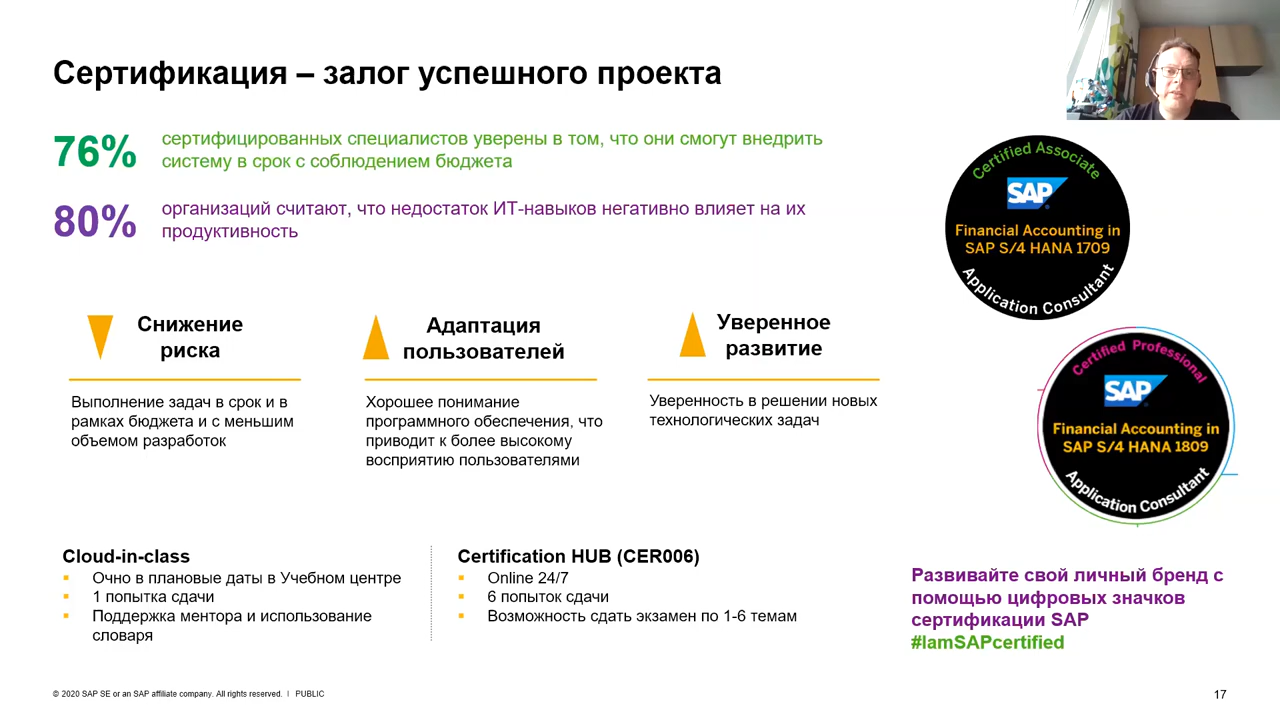 Сертификация – залог успешного проекта
76%
сертифицированных специалистов уверены в том, что они смогут внедрить
систему в срок с соблюдением бюджета
80%
организаций считают, что недостаток ИТ-навыков негативно влияет на их
продуктивность
Certified Associate
SAP
Financial Accounting in
SAP S/4 HANA 1709
Application Consultant
Certified Professional
SAP
Financial Accounting in
SAP S/4 HANA 1809
Application Consultant
Снижение
риска
Выполнение задач в срок и в
рамках бюджета и с меньшим
объемом разработок
Адаптация
пользователей
Хорошее понимание
программного обеспечения, что
приводит к более высокому
восприятию пользователями
Уверенное
развитие
Уверенность в решении новых
технологических задач
Cloud-in-class
Очно в плановые даты в Учебном центре
1 попытка сдачи
Поддержка ментора и использование
словаря
Certification HUB (CER006)
Online 24/7
6 попыток сдачи
Возможность сдать экзамен по 1-6 темам
Развивайте свой личный бренд с
помощью цифровых значков
сертификации SAP
#IamSAPcertified
© 2020 SAP SE or an SAP affiliate company. All rights reserved. | PUBLIC
17